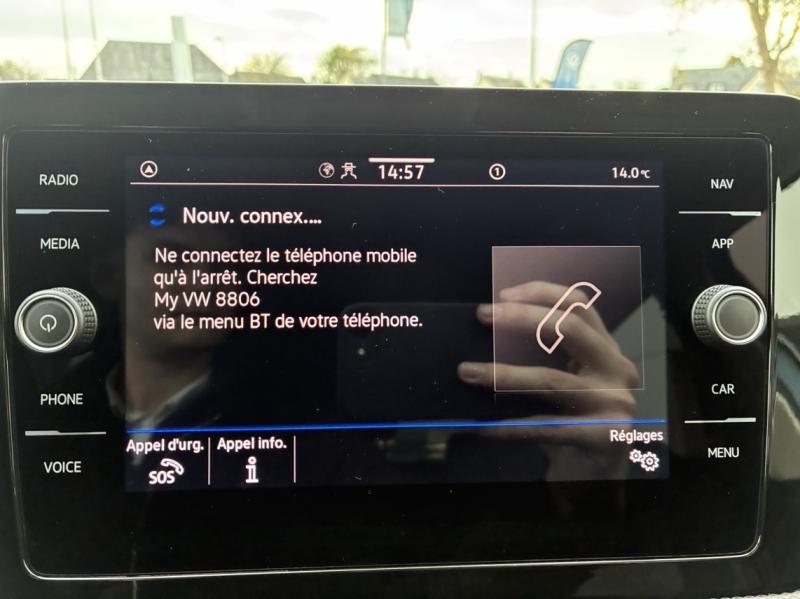 RADIO
MEDIA
PHONE
VOICE
14:57
1
14.0°C
Nouv. connex....
Ne connectez le téléphone mobile
qu'à l'arrêt. Cherchez
My VW 8806
via le menu BT de votre téléphone.
Appel d'urg.
SOS
Appel info.
i
Réglages
NAV
APP
CAR
MENU